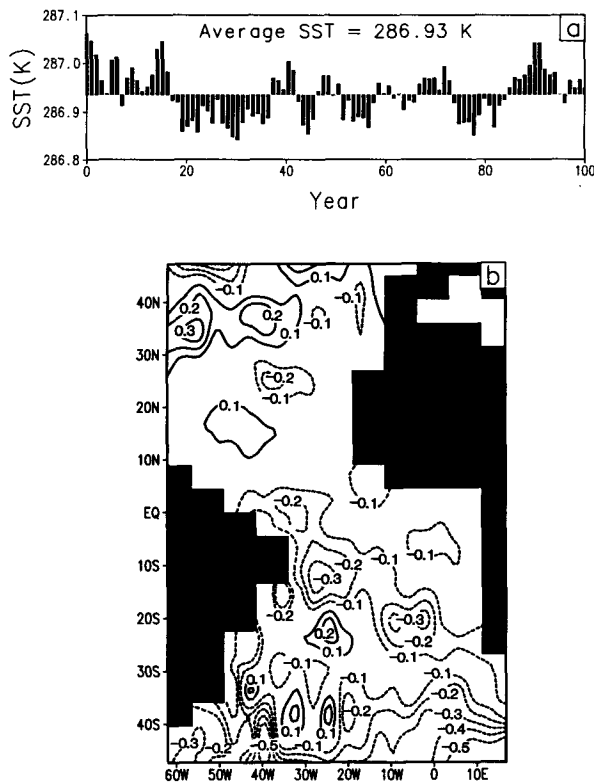 287.1
Average SST = 286.93 K
a
287.0
286.9
286.8
SST(K)
0 20 40 60 80 100
Year
b
40N
30N
20N
10N
EQ
10S
20S
30S
40S
-0.1 0.1
0.2 -0.1
0.2
0.3 0.1 -0.1
-0.2
-0.1
0.1
-0.1
-0.2
-0.1
-0.1
-0.2 -0.1
-0.3
-0.1
-0.2
0.2 -0.3
-0.2
0.1
-0.1
-0.1 -0.1
0.1 -0.2
-0.2 -0.3
0.1 0.1
-0.4
-0.3 -0.2 -0.5 -0.1 -0.5
60W 50W 40W 30W 20W 10W 0 10E